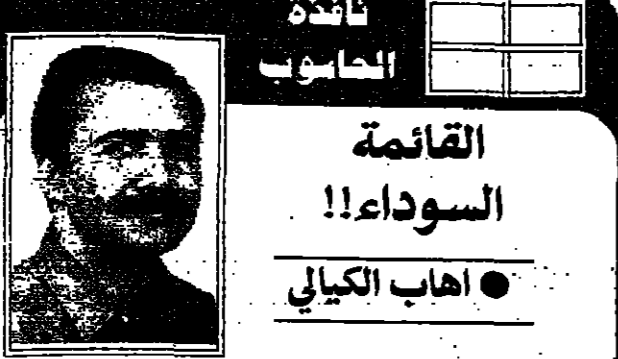 نافذة
الحاسوب
القائمة
السوداء!!
● اهاب الكيالي